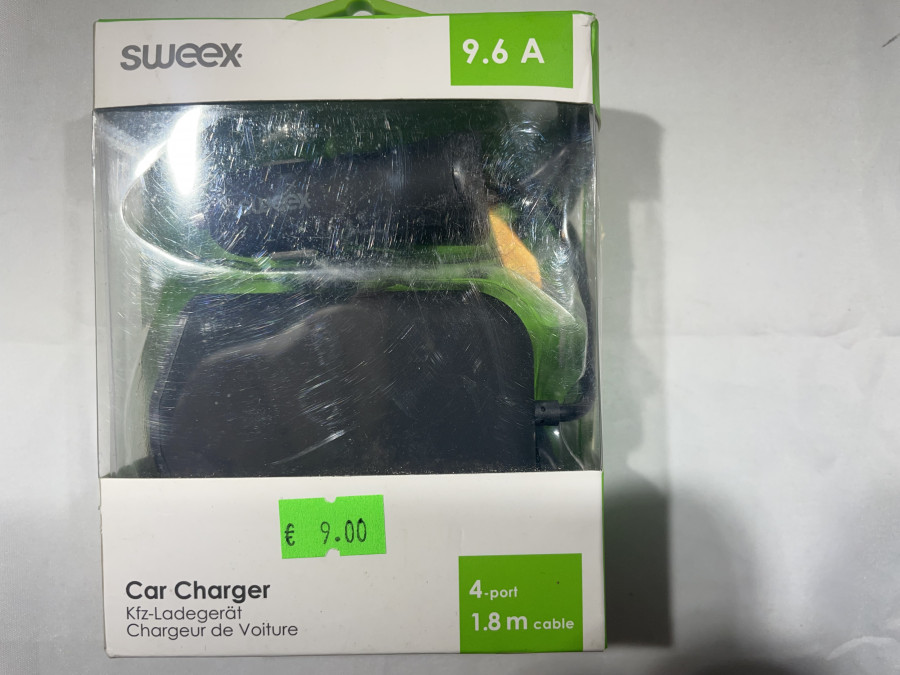 sweex
9.6 A
sweex
€ 9.00
Car Charger
Kfz-Ladegerät
Chargeur de Voiture
4-port
1.8 m cable